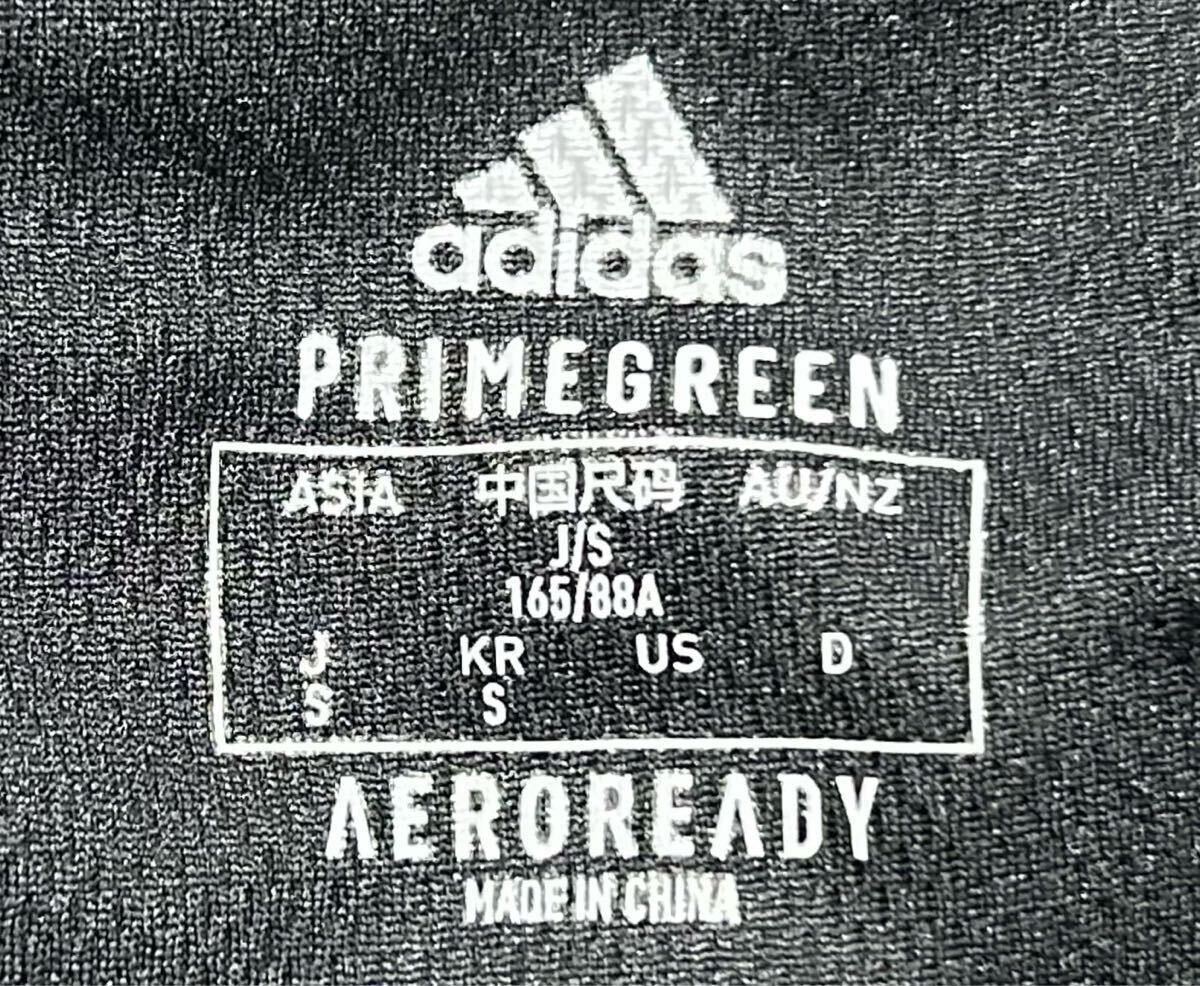 adidas
PRIMEGREEN
ASIA 中国尺码 AU/NZ
J/S
165/88A
J KR US D
S S
AEROREADY
MADE IN CHINA